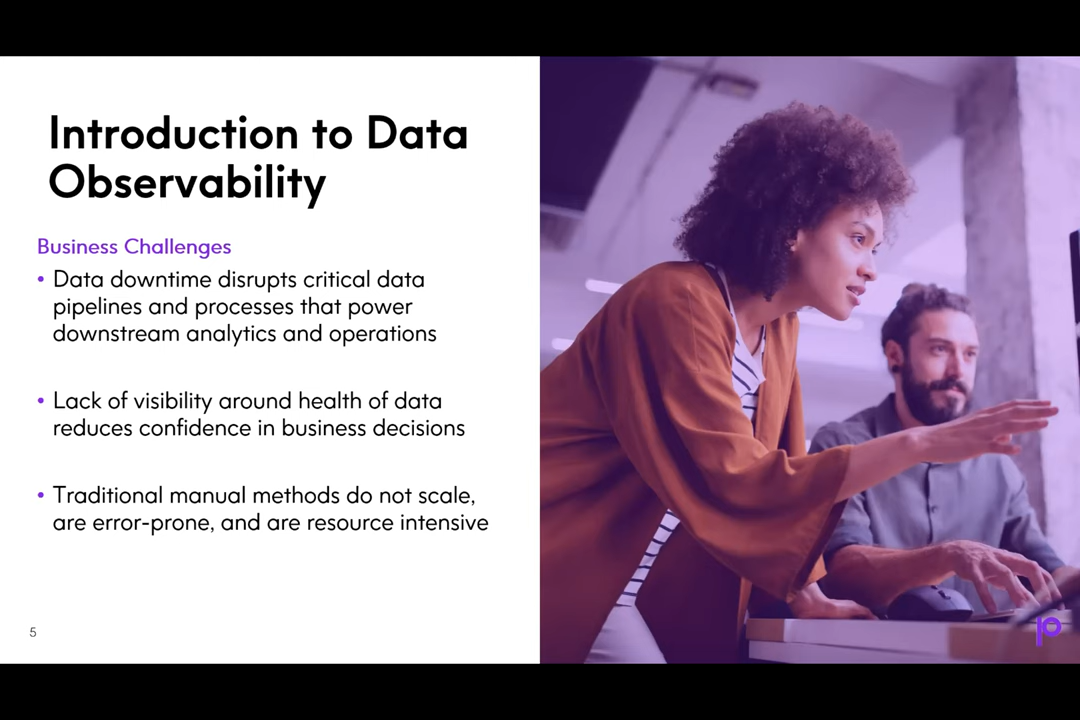 Introduction to Data
Observability
Business Challenges
• Data downtime disrupts critical data
pipelines and processes that power
downstream analytics and operations
• Lack of visibility around health of data
reduces confidence in business decisions
• Traditional manual methods do not scale,
are error-prone, and are resource intensive
5